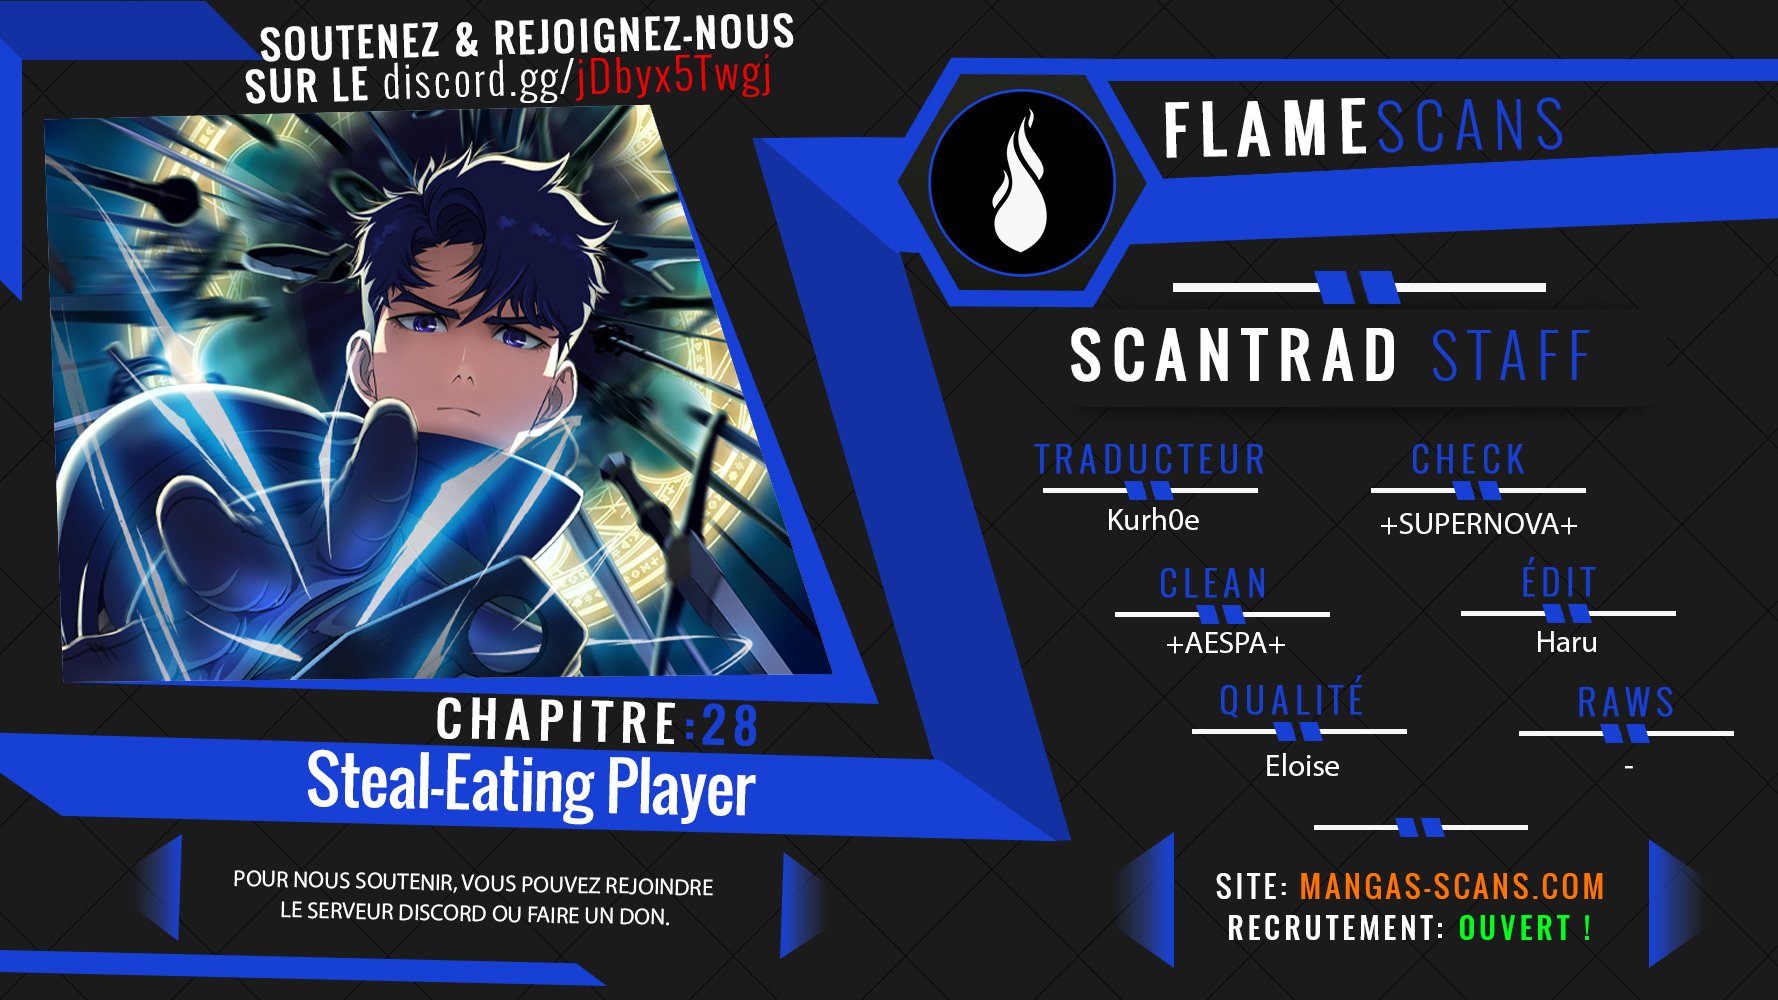 SOUTENEZ & REJOIGNEZ-NOUS
SUR LE discord.gg/jDbyx5Twgj
CHAPITRE:28
Steal-Eating Player
POUR NOUS SOUTENIR, VOUS POUVEZ REJOINDRE
LE SERVEUR DISCORD OU FAIRE UN DON.
FLAMESCANS
SCANTRAD STAFF
TRADUCTEUR
Kurh0e
CHECK
+SUPERNOVA+
CLEAN
+AESPA+
ÉDIT
Haru
QUALITÉ
Eloise
RAWS
-
SITE: MANGAS-SCANS.COM
RECRUTEMENT: OUVERT !